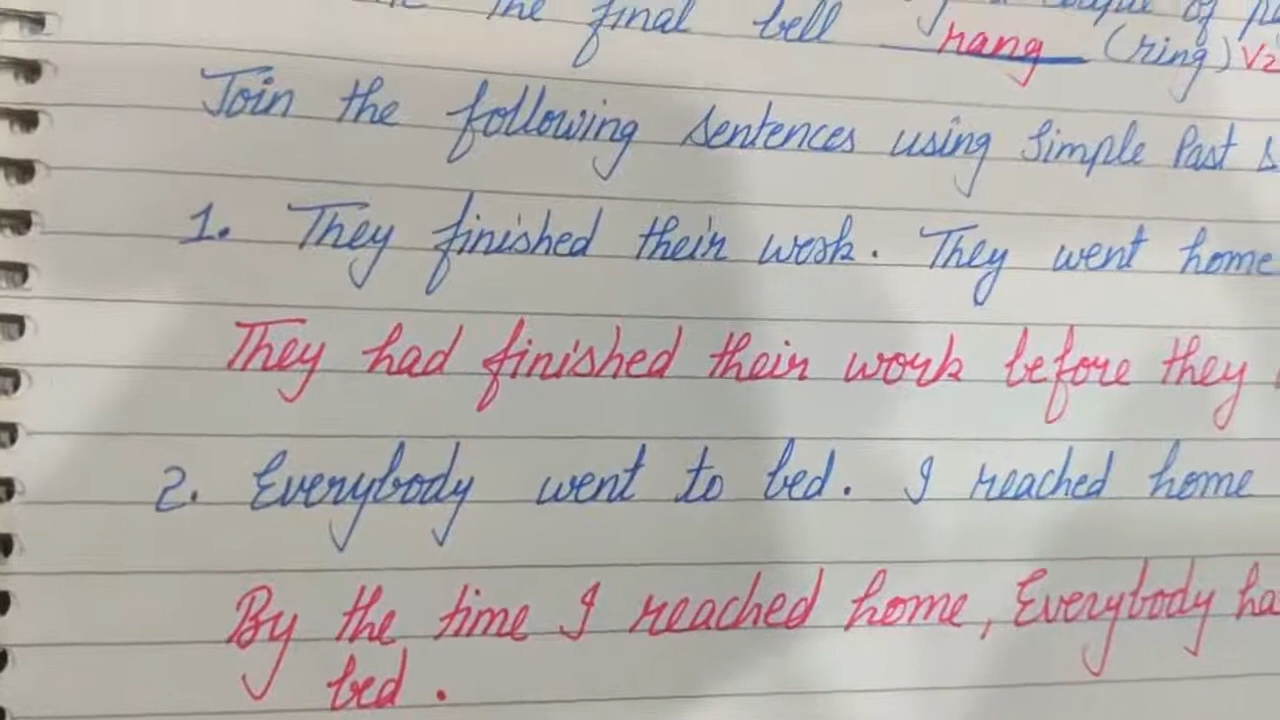 the final bell rang (ring) V2
Join the following sentences using Simple Past
1. They finished their work. They went home
They had finished their work before they
2. Everybody went to bed. I reached home
By the time I reached home, Everybody ha
bed.